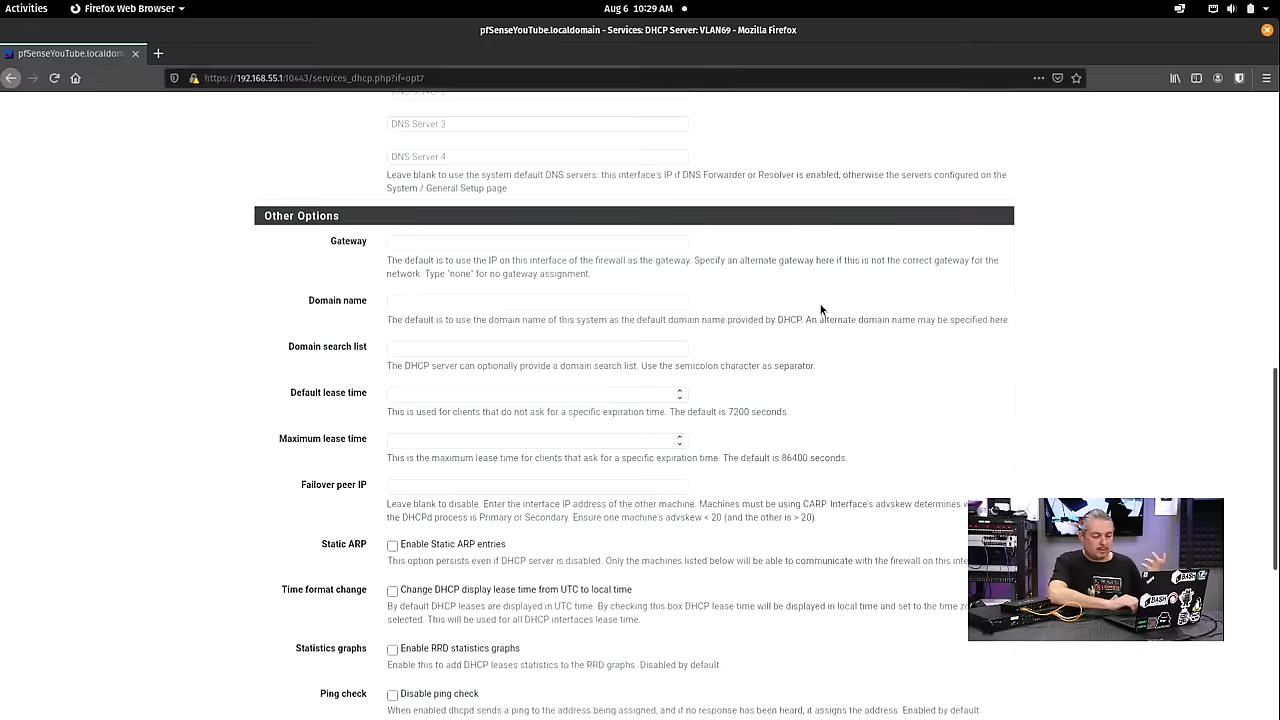 Activities
Firefox Web Browser
Aug 6 10:29 AM
pfSenseYouTube.localdomain - Services: DHCP Server: VLAN69 - Mozilla Firefox
pfSenseYouTube.localdom
https://192.168.55.1:10443/services_dhcp.php?if=opt7
DNS Server 3
DNS Server 4
Leave blank to use the system default DNS servers: this interface's IP if DNS Forwarder or Resolver is enabled, otherwise the servers configured on the
System / General Setup page
Other Options
Gateway
The default is to use the IP on this interface of the firewall as the gateway. Specify an alternate gateway here if this is not the correct gateway for the
network. Type "none" for no gateway assignment.
Domain name
The default is to use the domain name of this system as the default domain name provided by DHCP. An alternate domain name may be specified here
Domain search list
The DHCP server can optionally provide a domain search list. Use the semicolon character as separator.
Default lease time
This is used for clients that do not ask for a specific expiration time. The default is 7200 seconds.
Maximum lease time
This is the maximum lease time for clients that ask for a specific expiration time. The default is 86400 seconds.
Failover peer IP
Leave blank to disable. Enter the interface IP address of the other machine. Machines must be using CARP. Interface's advskew determines
the DHCPd process is Primary or Secondary. Ensure one machine's advskew < 20 (and the other is > 20).
Static ARP
Enable Static ARP entries
This option persists even if DHCP server is disabled. Only the machines listed below will be able to communicate with the firewall on this
Time format change
Change DHCP display lease time from UTC to local time
By default DHCP leases are displayed in UTC time. By checking this box DHCP lease time will be displayed in local time and set to the time
selected. This will be used for all DHCP interfaces lease time.
Statistics graphs
Enable RRD statistics graphs
Enable this to add DHCP leases statistics to the RRD graphs. Disabled by default.
Ping check
Disable ping check
When enabled dhcpd sends a ping to the address being assigned, and if no response has been heard, it assigns the address. Enabled by default.
BASH
BASH